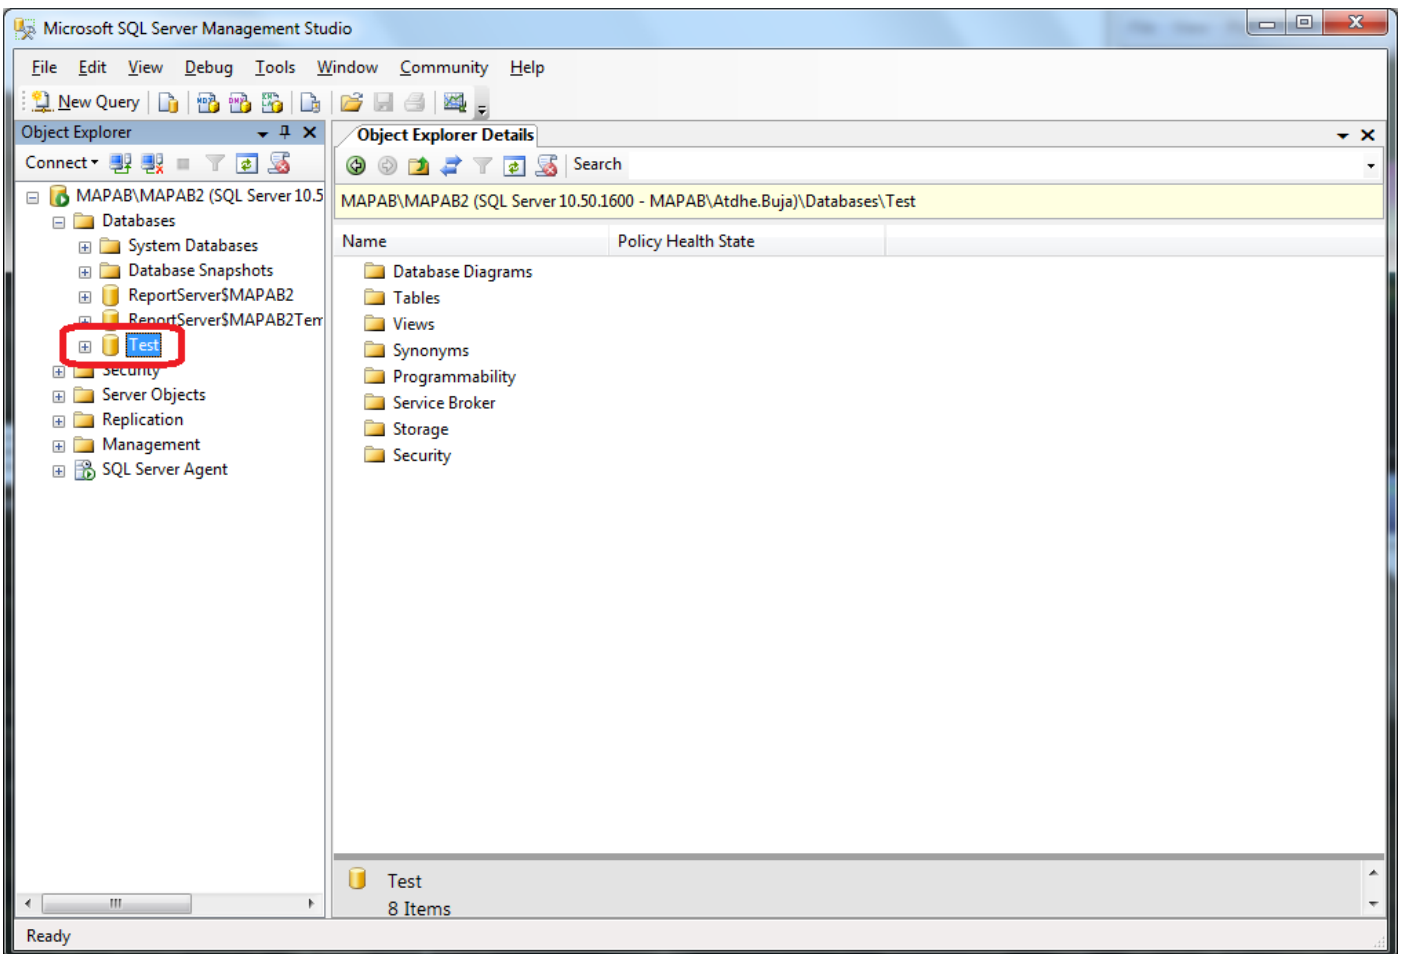 Microsoft SQL Server Management Studio
File Edit View Debug Tools Window Community Help
New Query
Object Explorer
Connect
MAPAB\MAPAB2 (SQL Server 10.5
Databases
System Databases
Database Snapshots
ReportServer$MAPAB2
ReportServer$MAPAB2Tem
Test
Security
Server Objects
Replication
Management
SQL Server Agent
Object Explorer Details
Search
MAPAB\MAPAB2 (SQL Server 10.50.1600 - MAPAB\Atdhe.Buja)\Databases\Test
Name Policy Health State
Database Diagrams
Tables
Views
Synonyms
Programmability
Service Broker
Storage
Security
Test
8 Items
Ready